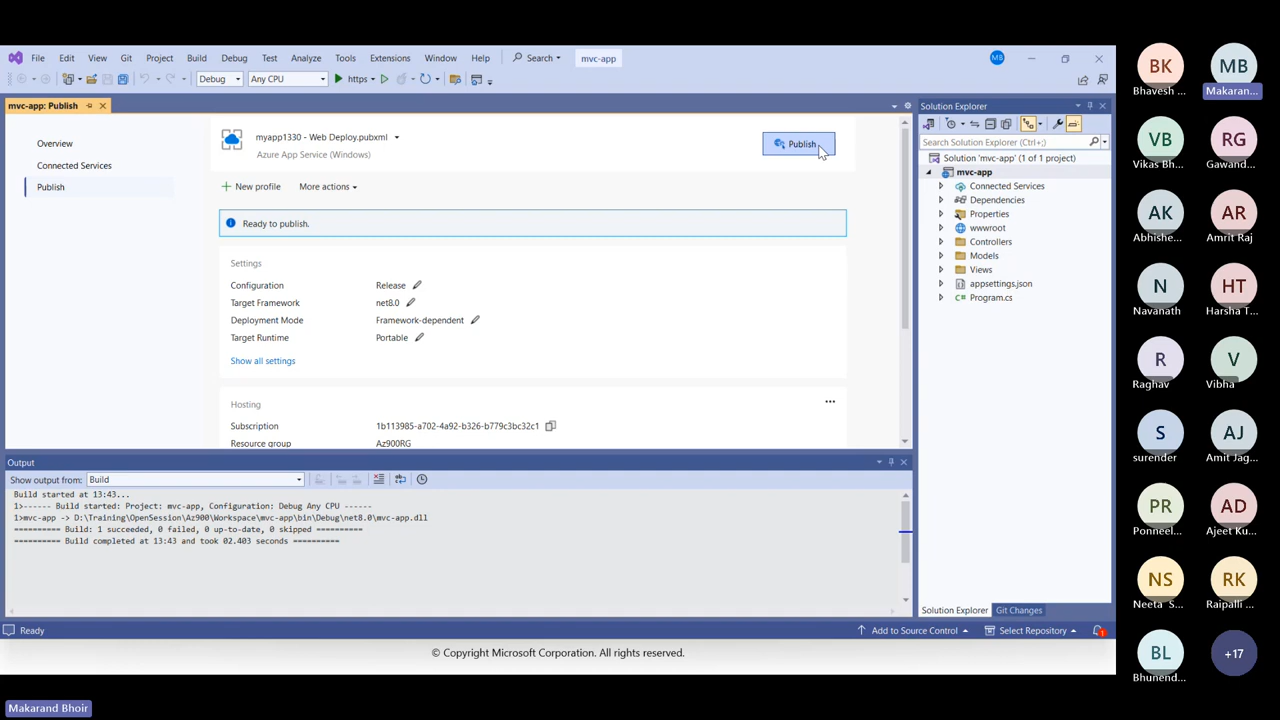 File Edit View Git Project Build Debug Test Analyze Tools Extensions Window Help Search mvc-app MB
Debug Any CPU https
mvc-app: Publish
Overview
Connected Services
Publish
myapp1330 - Web Deploy.pubxml
Azure App Service (Windows)
Publish
New profile More actions
Ready to publish.
Settings
Configuration Release
Target Framework net8.0
Deployment Mode Framework-dependent
Target Runtime Portable
Show all settings
Hosting
Subscription 1b113985-a702-4a92-b326-b779c3bc32c1
Resource group Az900RG
Solution Explorer
Search Solution Explorer (Ctrl+;)
Solution 'mvc-app' (1 of 1 project)
mvc-app
Connected Services
Dependencies
Properties
wwwroot
Controllers
Models
Views
appsettings.json
C# Program.cs
Solution Explorer Git Changes
Output
Show output from: Build
Build started at 13:43...
1>------ Build started: Project: mvc-app, Configuration: Debug Any CPU ------
1>mvc-app -> D:\Training\OpenSession\Az900\Workspace\mvc-app\bin\Debug\net8.0\mvc-app.dll
========== Build: 1 succeeded, 0 failed, 0 up-to-date, 0 skipped ==========
========== Build completed at 13:43 and took 02.403 seconds ==========
Ready Add to Source Control Select Repository 1
© Copyright Microsoft Corporation. All rights reserved.
Makarand Bhoir
BK MB
Bhavesh ... Makaran...
VB RG
Vikas Bh... Gawand...
AK AR
Abhishe... Amrit Raj
N HT
Navanath Harsha T...
R V
Raghav Vibha
S AJ
surender Amit Jag...
PR AD
Ponneel... Ajeet Ku...
NS RK
Neeta S... Raipalli ...
BL +17
Bhunend...